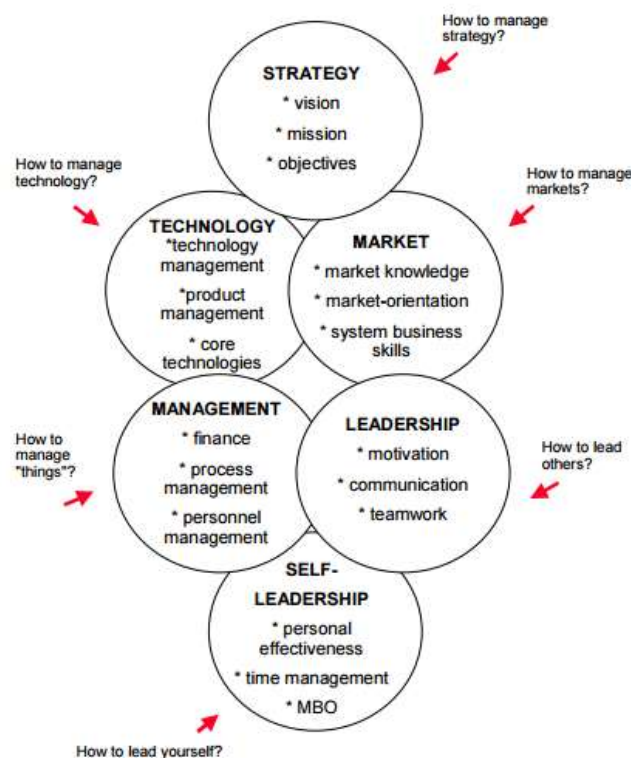 How to manage
strategy?
STRATEGY
* vision
* mission
* objectives
How to manage
technology?
How to manage
markets?
TECHNOLOGY
*technology
management
*product
management
* core
technologies
MARKET
* market knowledge
* market-orientation
* system business
skills
MANAGEMENT
* finance
* process
management
* personnel
management
LEADERSHIP
* motivation
* communication
* teamwork
How to
manage
"things"?
How to lead
others?
SELF-
LEADERSHIP
* personal
effectiveness
* time management
* MBO
How to lead yourself?